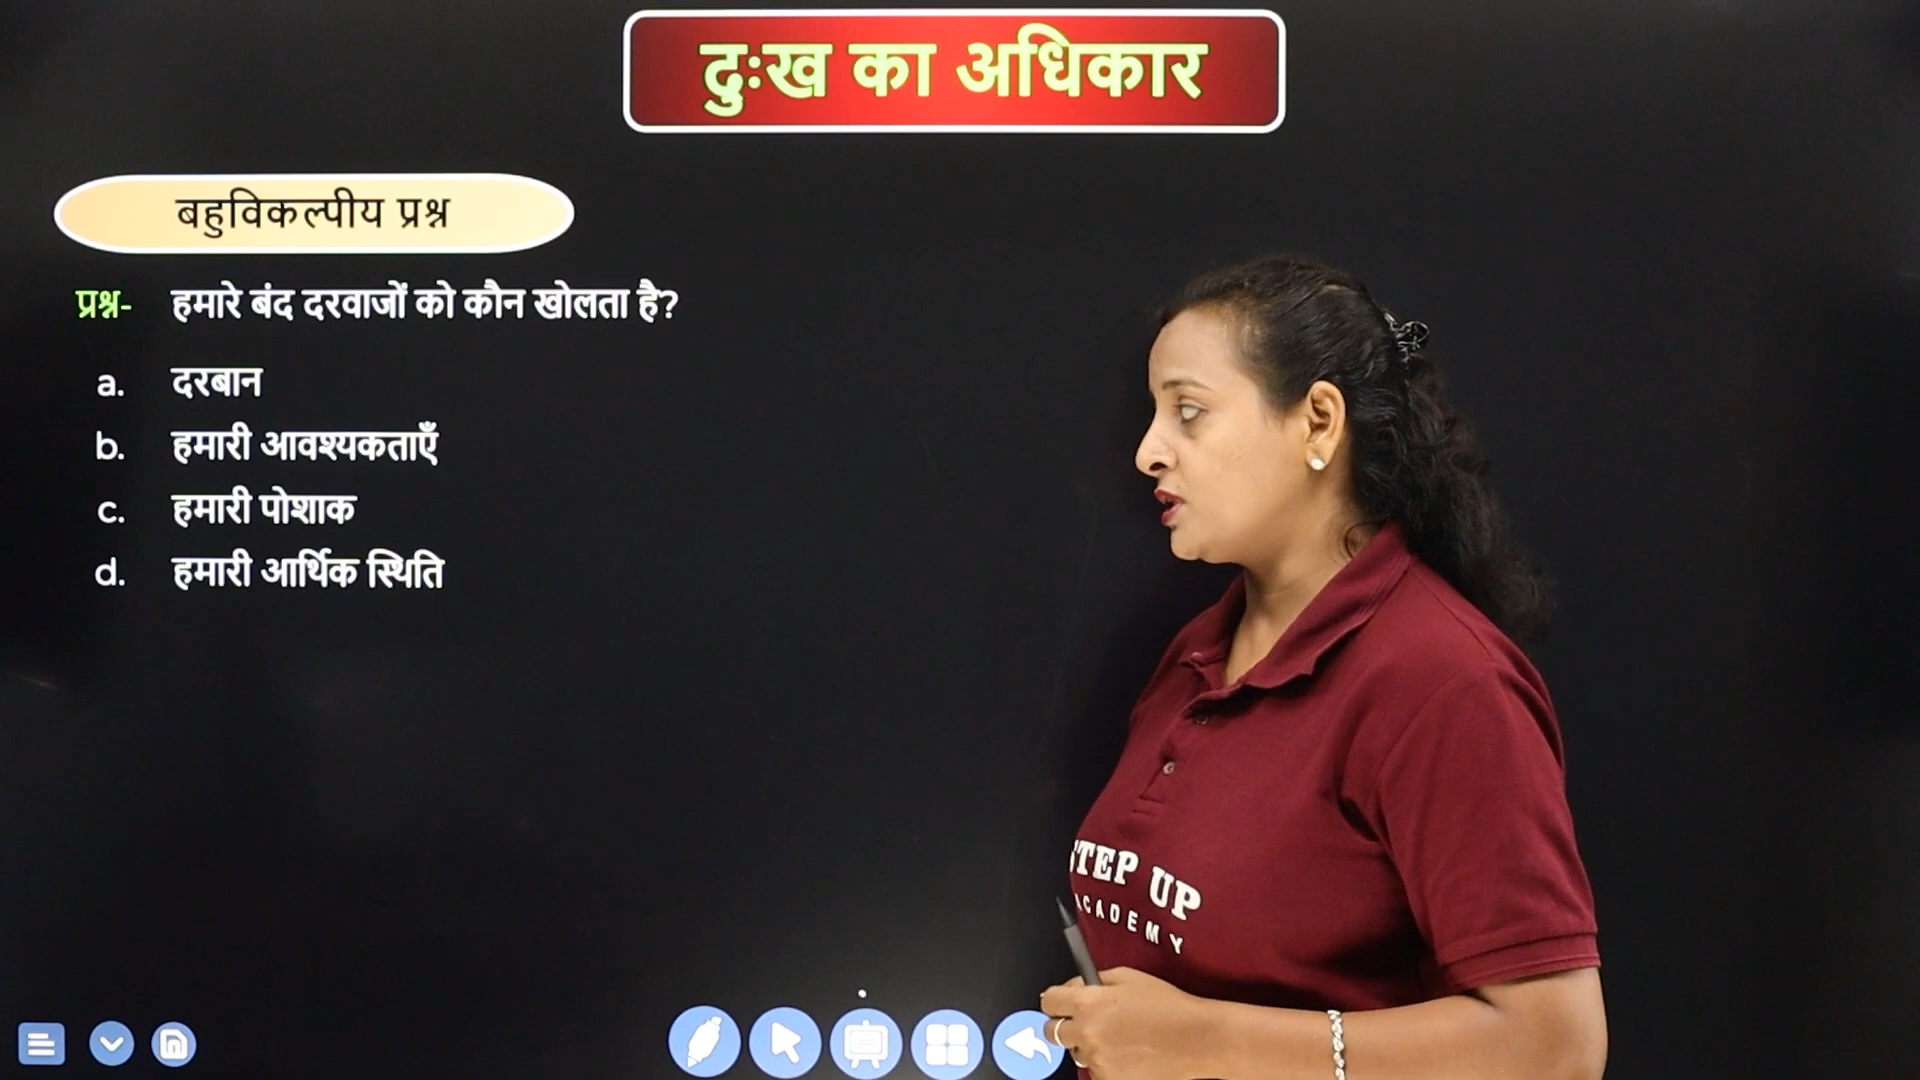 दुःख का अधिकार
बहुविकल्पीय प्रश्न
प्रश्न- हमारे बंद दरवाजों को कौन खोलता है?
a. दरबान
b. हमारी आवश्यकताएँ
c. हमारी पोशाक
d. हमारी आर्थिक स्थिति
STEP UP
ACADEMY